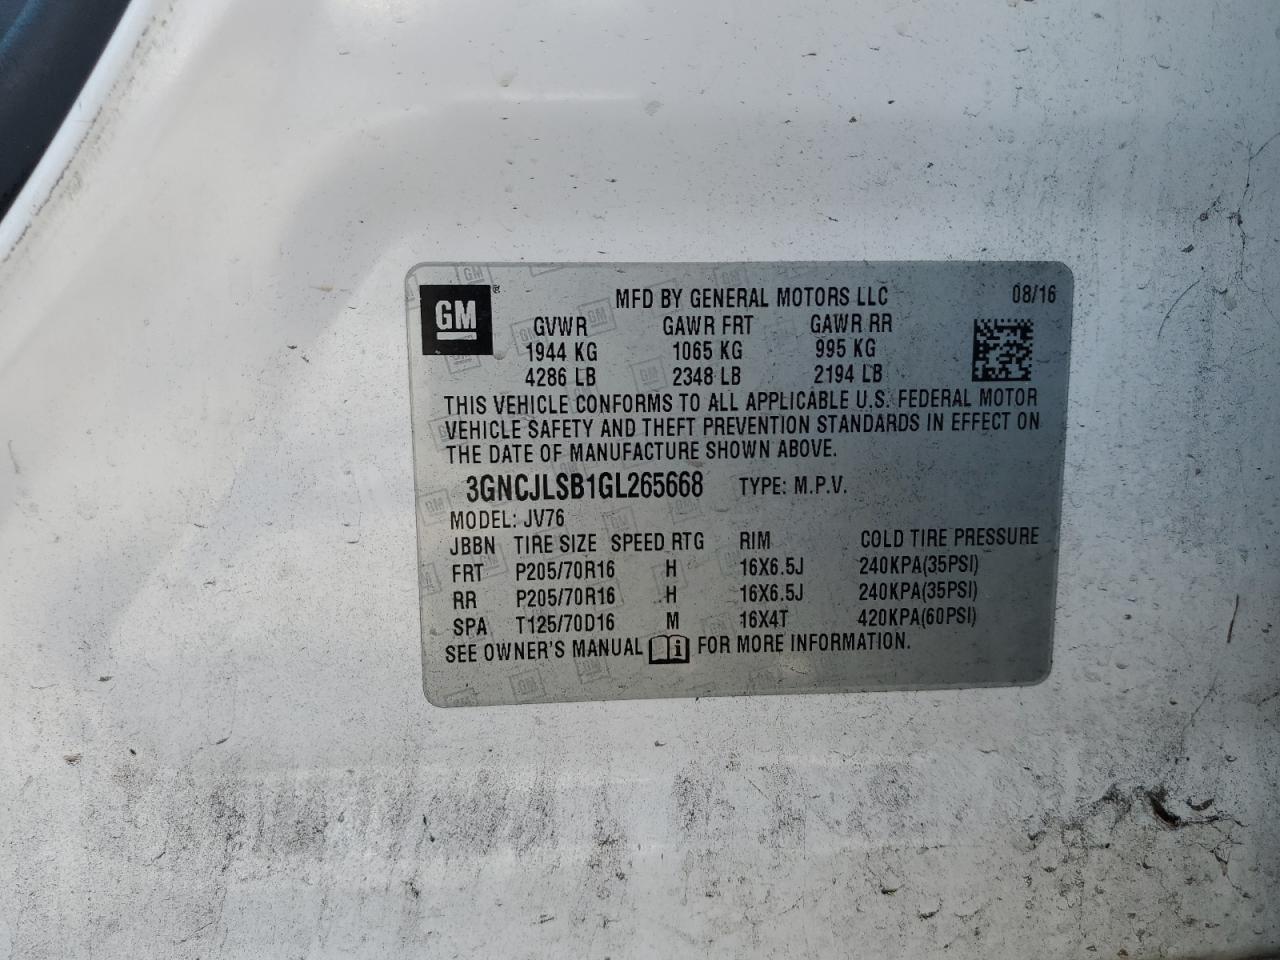 GM ® MFD BY GENERAL MOTORS LLC 08/16
GVWR GAWR FRT GAWR RR
1944 KG 1065 KG 995 KG
4286 LB 2348 LB 2194 LB
THIS VEHICLE CONFORMS TO ALL APPLICABLE U.S. FEDERAL MOTOR
VEHICLE SAFETY AND THEFT PREVENTION STANDARDS IN EFFECT ON
THE DATE OF MANUFACTURE SHOWN ABOVE.
3GNCJLSB1GL265668 TYPE: M.P.V.
MODEL: JV76
JBBN TIRE SIZE SPEED RTG RIM COLD TIRE PRESSURE
FRT P205/70R16 H 16X6.5J 240KPA(35PSI)
RR P205/70R16 H 16X6.5J 240KPA(35PSI)
SPA T125/70D16 M 16X4T 420KPA(60PSI)
SEE OWNER'S MANUAL i FOR MORE INFORMATION.